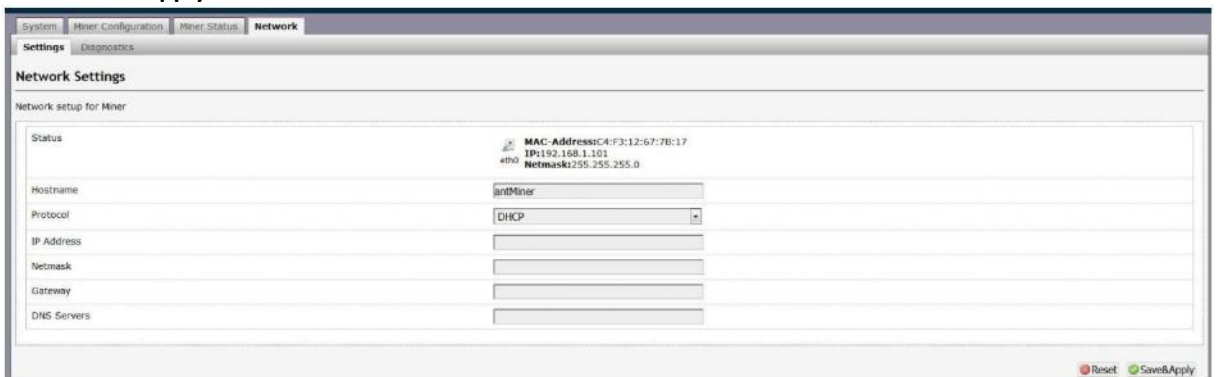 System Miner Configuration Miner Status Network
Settings Diagnostics
Network Settings
Network setup for Miner
Status
MAC-Address:C4:F3:12:67:7B:17
IP:192.168.1.101
eth0
Netmask:255.255.255.0
Hostname antMiner
Protocol DHCP
IP Address
Netmask
Gateway
DNS Servers
Reset Save&Apply